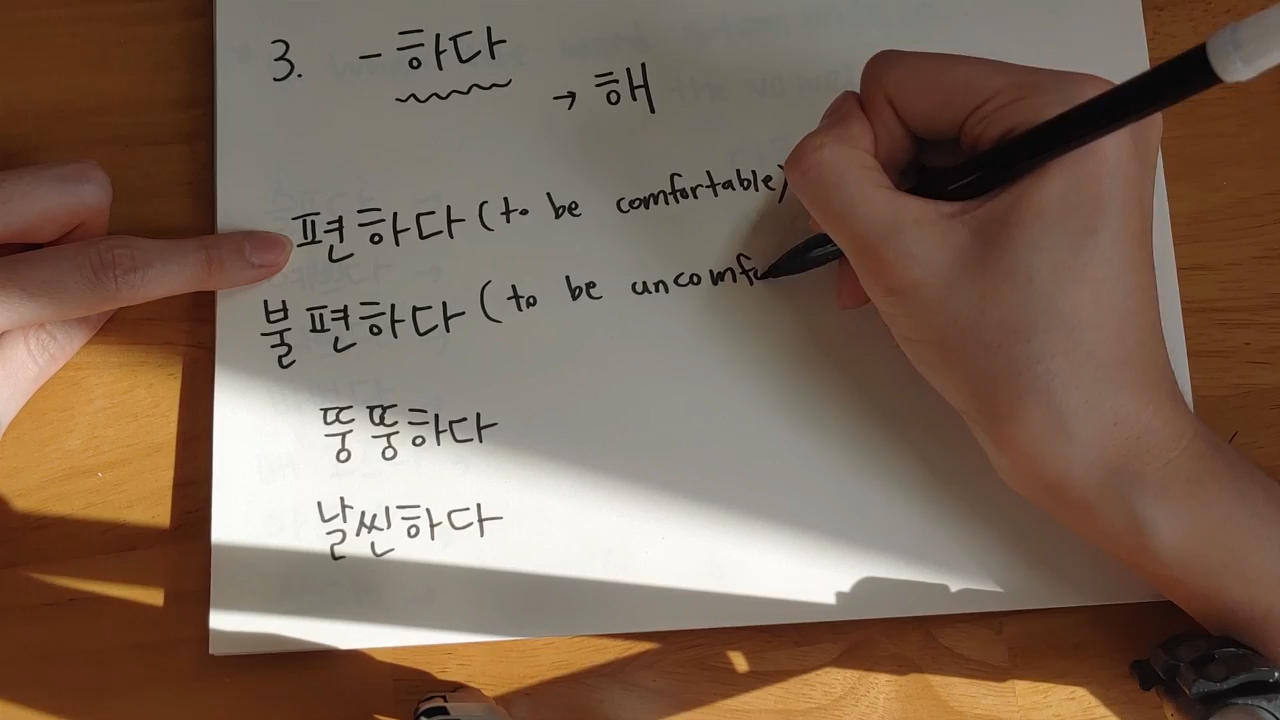 3. -하다
→ 해
편하다 (to be comfortable)
불편하다 (to be uncomf
뚱뚱하다
날씬하다